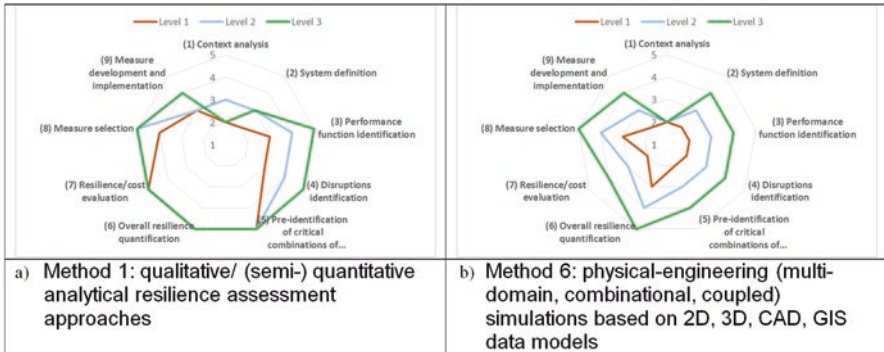 Level 1 Level 2 Level 3
(1) Context analysis
5
(9) Measure
development and
implementation
4
(2) System definition
3
(8) Measure selection
2
(3) Performance
function identification
1
(7) Resilience/cost
evaluation
(4) Disruptions
identification
(6) Overall resilience
quantification
(5) Pre-identification
of critical
combinations of...
a) Method 1: qualitative/ (semi-) quantitative
analytical resilience assessment
approaches
Level 1 Level 2 Level 3
(1) Context analysis
5
(9) Measure
development and
implementation
4
(2) System definition
3
(8) Measure selection
2
(3) Performance
function identification
1
(7) Resilience/cost
evaluation
(4) Disruptions
identification
(6) Overall resilience
quantification
(5) Pre-identification
of critical
combinations of...
b) Method 6: physical-engineering (multi-
domain, combinational, coupled)
simulations based on 2D, 3D, CAD, GIS
data models